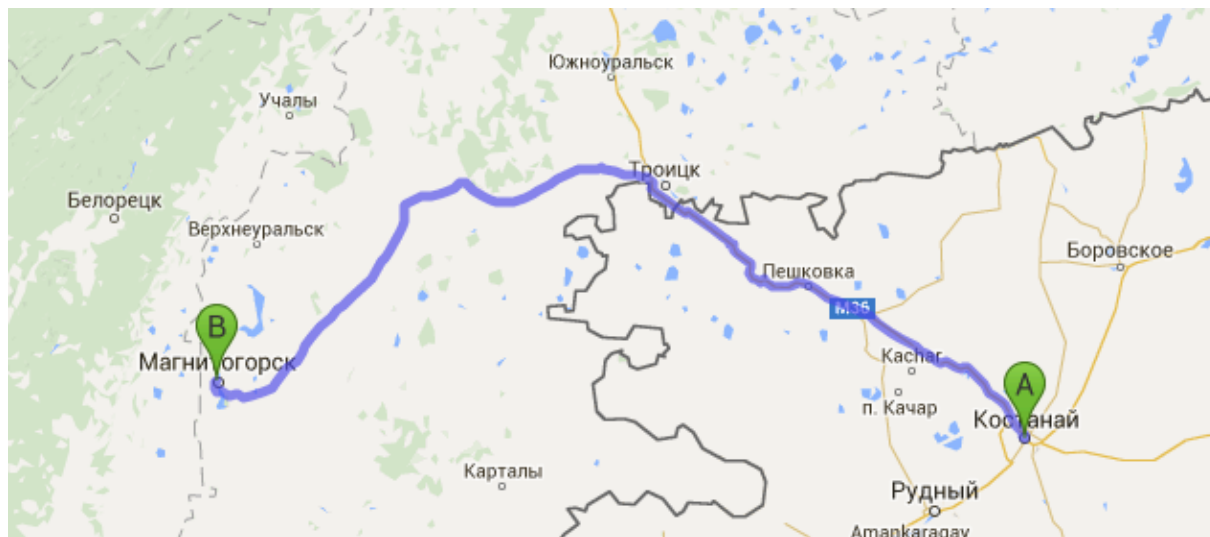 Южноуральск
Учалы
Троицк
Белорецк
Верхнеуральск
Боровское
Пешковка
M36
B
Магнитогорск
Kachar
A
п. Качар
Костанай
Карталы
Рудный
Amankaragay